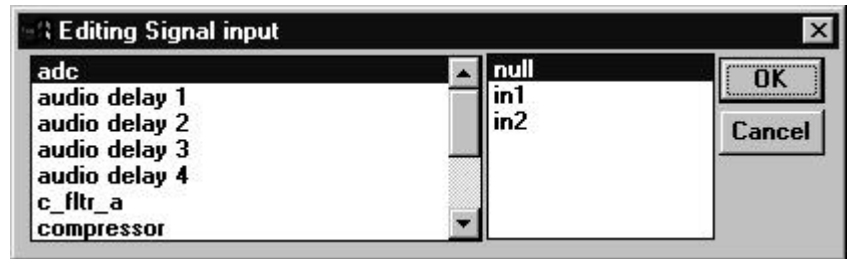 Editing Signal input
adc
audio delay 1
audio delay 2
audio delay 3
audio delay 4
c_fltr_a
compressor
null
in1
in2
OK
Cancel